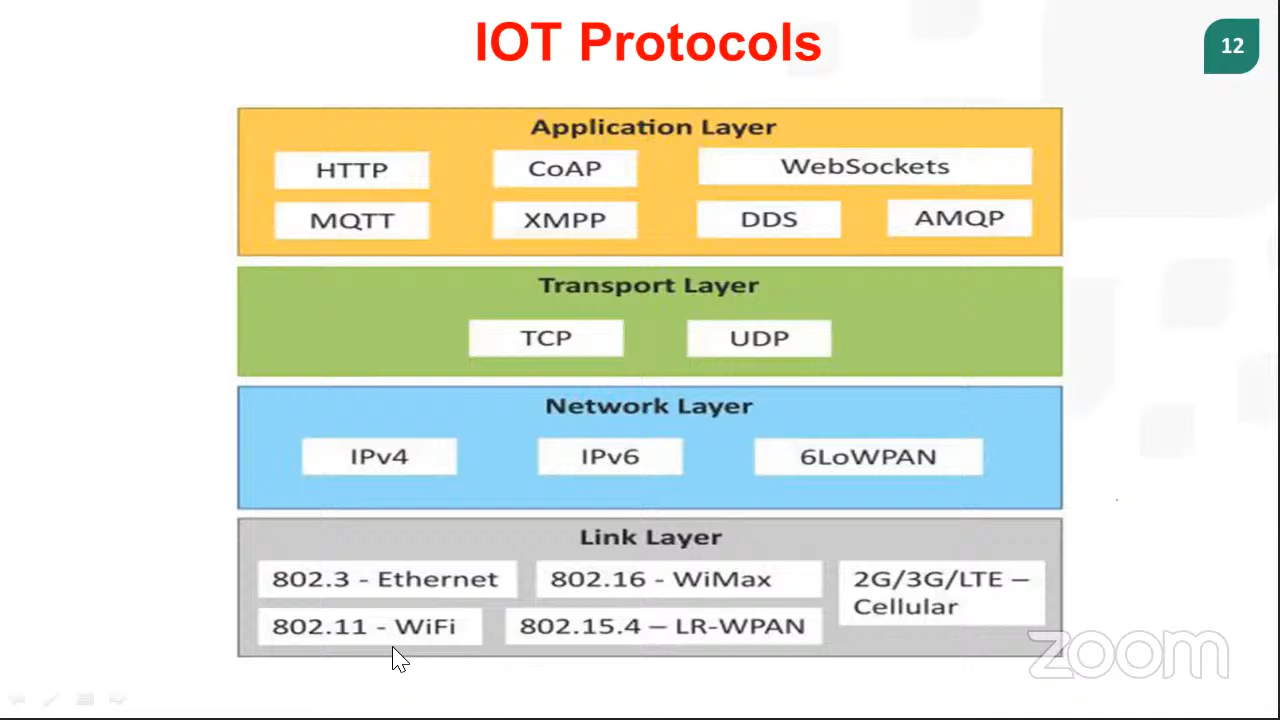 IOT Protocols
12
Application Layer
HTTP
CoAP
WebSockets
MQTT
XMPP
DDS
AMQP
Transport Layer
TCP
UDP
Network Layer
IPv4
IPv6
6LoWPAN
Link Layer
802.3 - Ethernet
802.16 - WiMax
2G/3G/LTE –
Cellular
802.11 - WiFi
802.15.4 – LR-WPAN
zoom